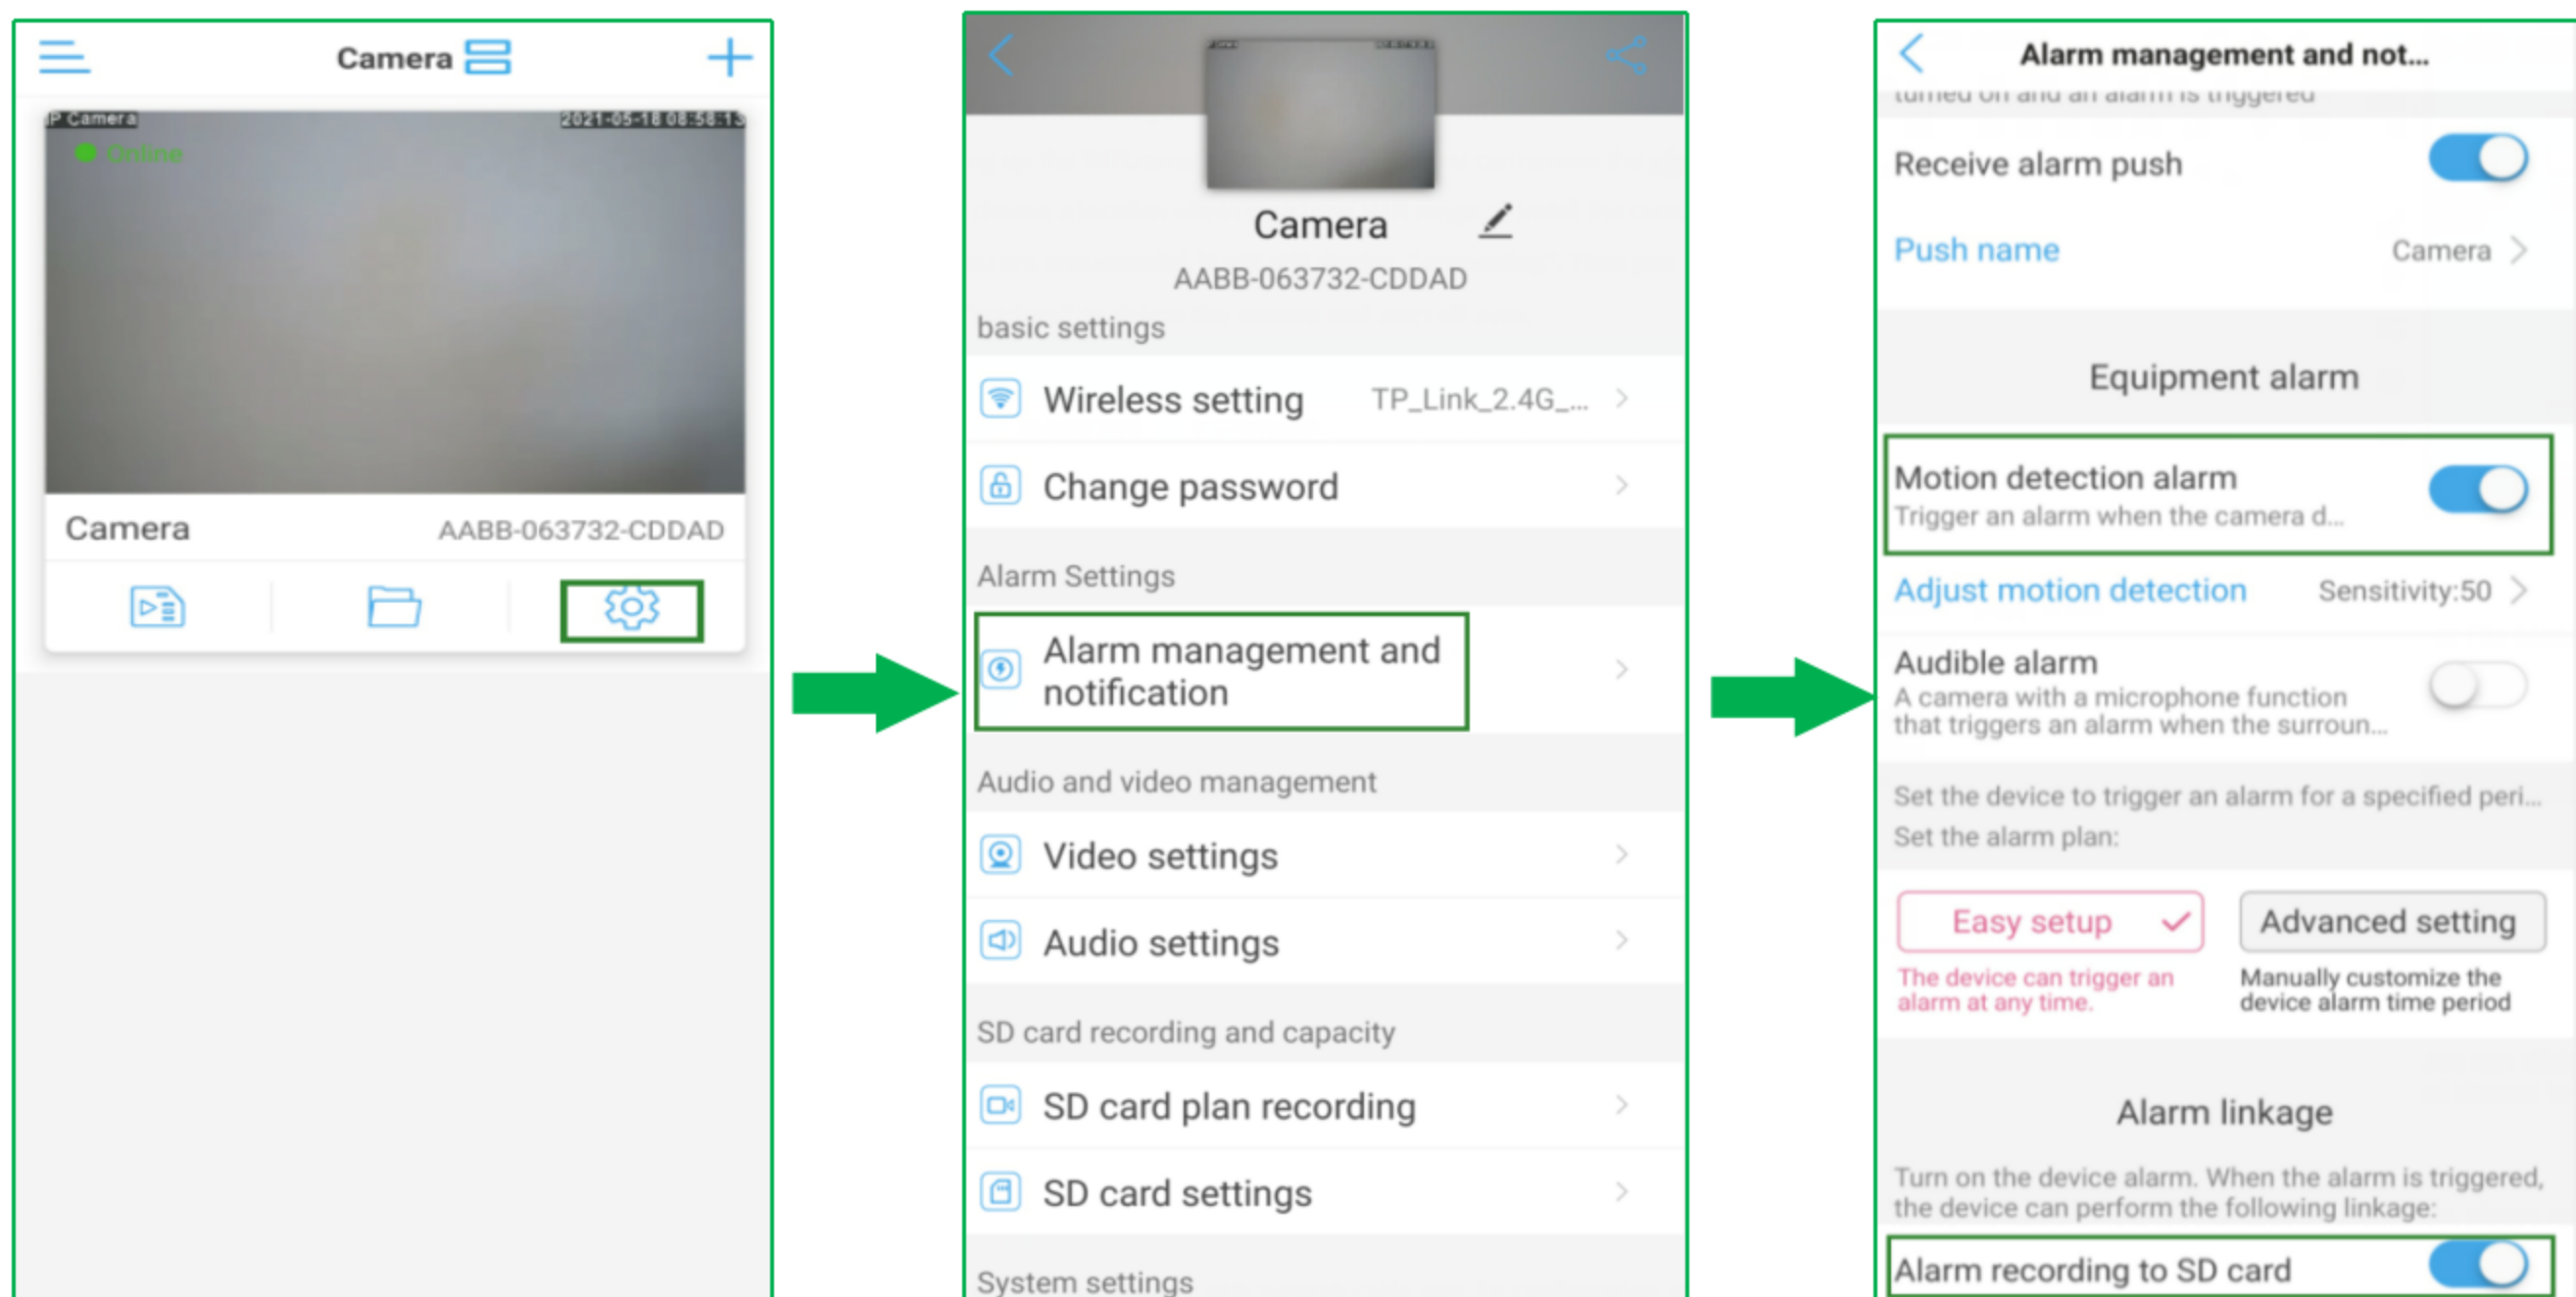 Camera
IP Camera
2021-05-18 08:58:13
Online
Camera AABB-063732-CDDAD
Camera
AABB-063732-CDDAD
basic settings
Wireless setting TP_Link_2.4G_...
Change password
Alarm Settings
Alarm management and
notification
Audio and video management
Video settings
Audio settings
SD card recording and capacity
SD card plan recording
SD card settings
System settings
Alarm management and not...
turned on and an alarm is triggered
Receive alarm push
Push name Camera
Equipment alarm
Motion detection alarm
Trigger an alarm when the camera d...
Adjust motion detection Sensitivity:50
Audible alarm
A camera with a microphone function
that triggers an alarm when the surroun...
Set the device to trigger an alarm for a specified peri...
Set the alarm plan:
Easy setup
Advanced setting
The device can trigger an
alarm at any time.
Manually customize the
device alarm time period
Alarm linkage
Turn on the device alarm. When the alarm is triggered,
the device can perform the following linkage:
Alarm recording to SD card